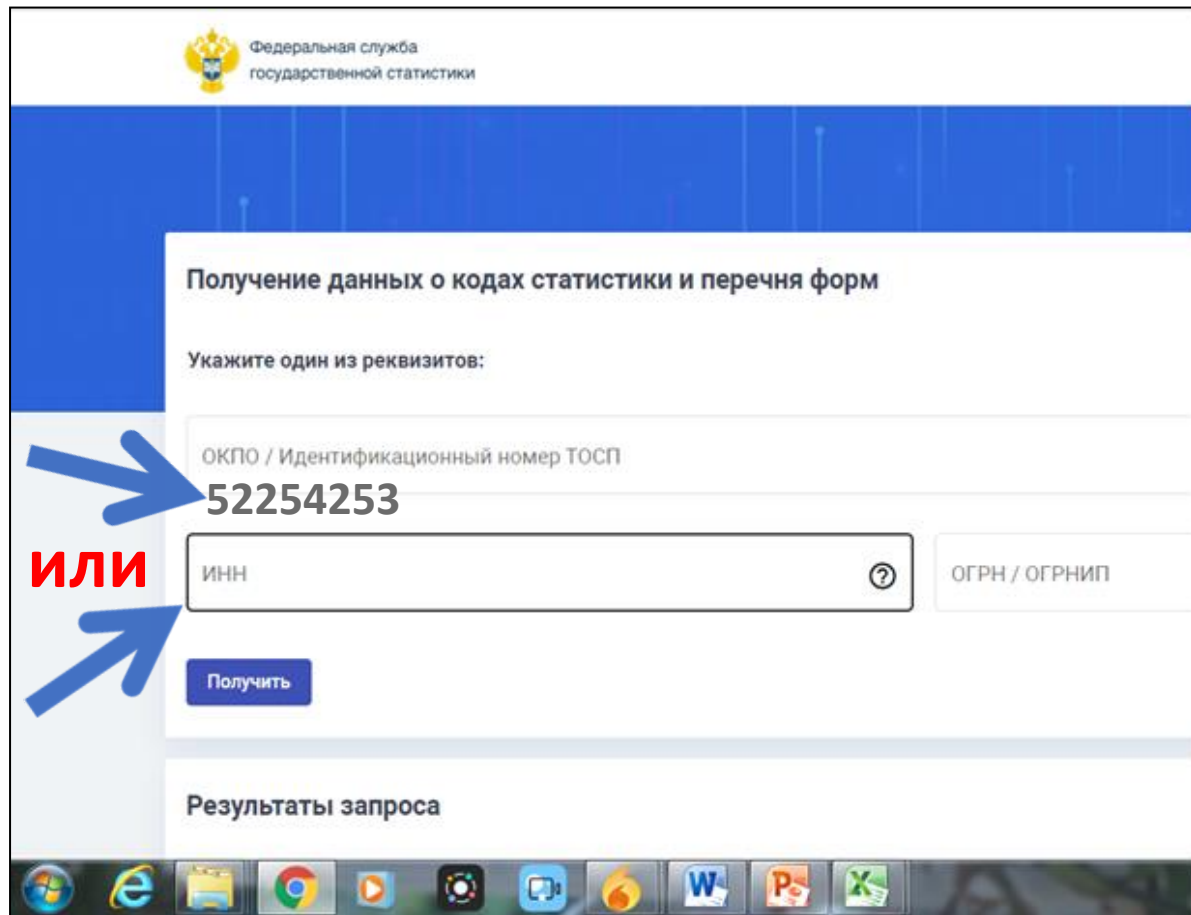 Федеральная служба
государственной статистики
Получение данных о кодах статистики и перечня форм
Укажите один из реквизитов:
ОКПО / Идентификационный номер ТОСП
52254253
или
ИНН
ОГРН / ОГРНИП
Получить
Результаты запроса